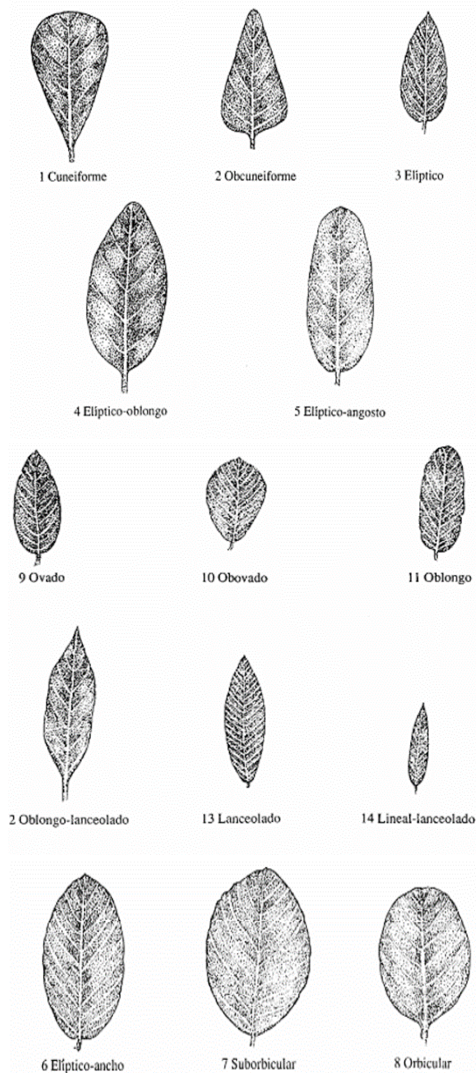 1 Cuneiforme
2 Obcuneiforme
3 Elíptico
4 Elíptico-oblongo
5 Elíptico-angosto
9 Ovado
10 Obovado
11 Oblongo
2 Oblongo-lanceolado
13 Lanceolado
14 Lineal-lanceolado
6 Elíptico-ancho
7 Suborbicular
8 Orbicular